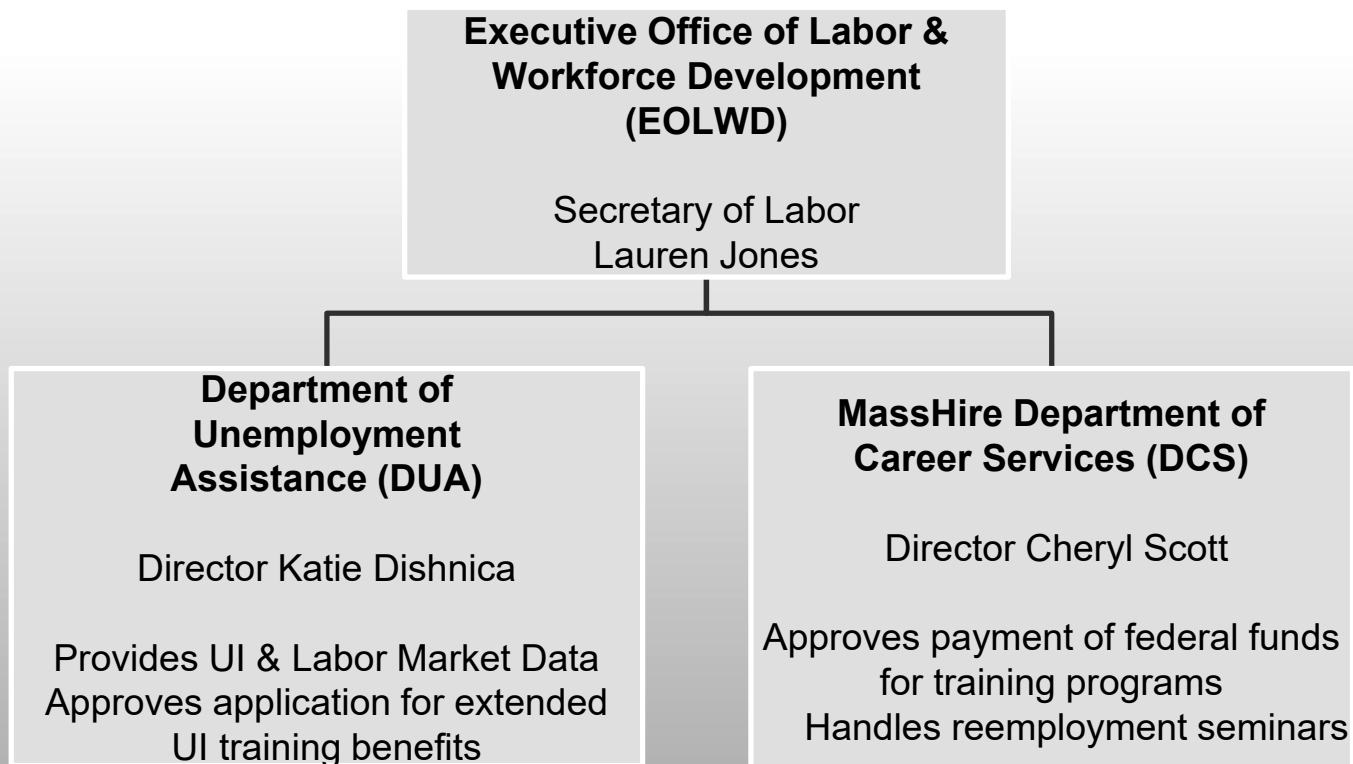 Executive Office of Labor &
Workforce Development
(EOLWD)
Secretary of Labor
Lauren Jones
Department of
Unemployment
Assistance (DUA)
Director Katie Dishnica
Provides UI & Labor Market Data
Approves application for extended
UI training benefits
MassHire Department of
Career Services (DCS)
Director Cheryl Scott
Approves payment of federal funds
for training programs
Handles reemployment seminars